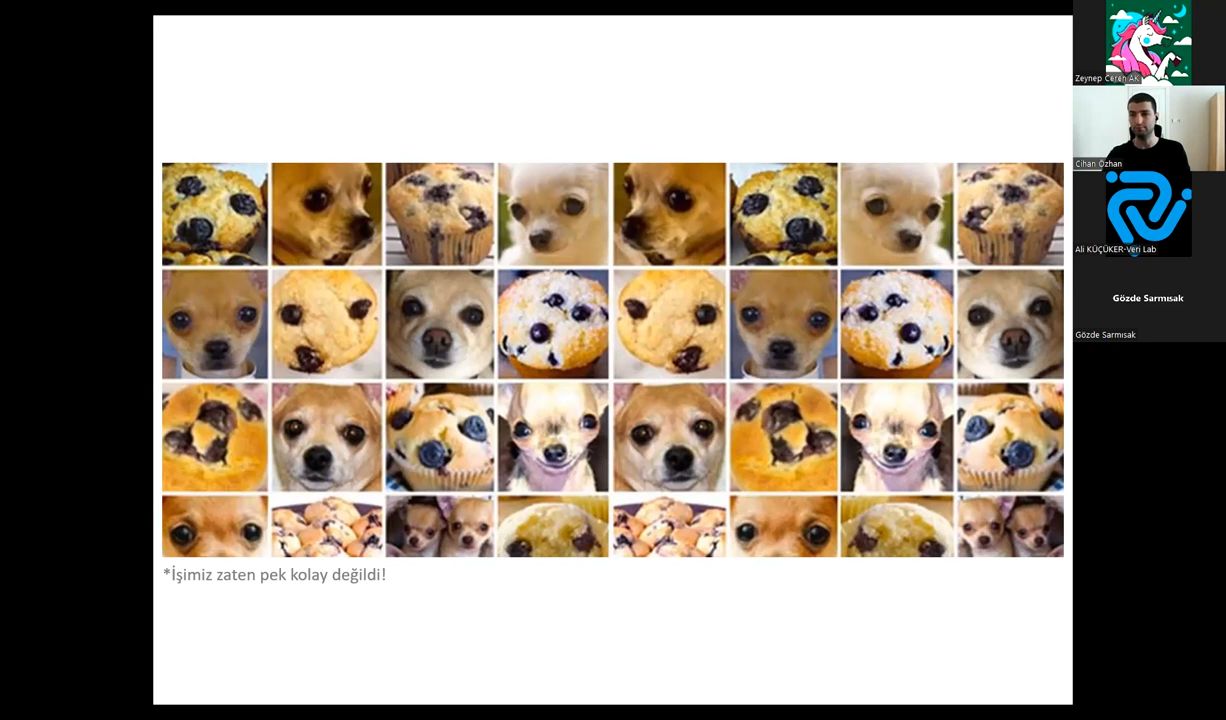 Zeynep Ceren AK
Cihan Özhan
Ali KÜÇÜKER-Veri Lab
Gözde Sarmısak
Gözde Sarmısak
*İşimiz zaten pek kolay değildi!